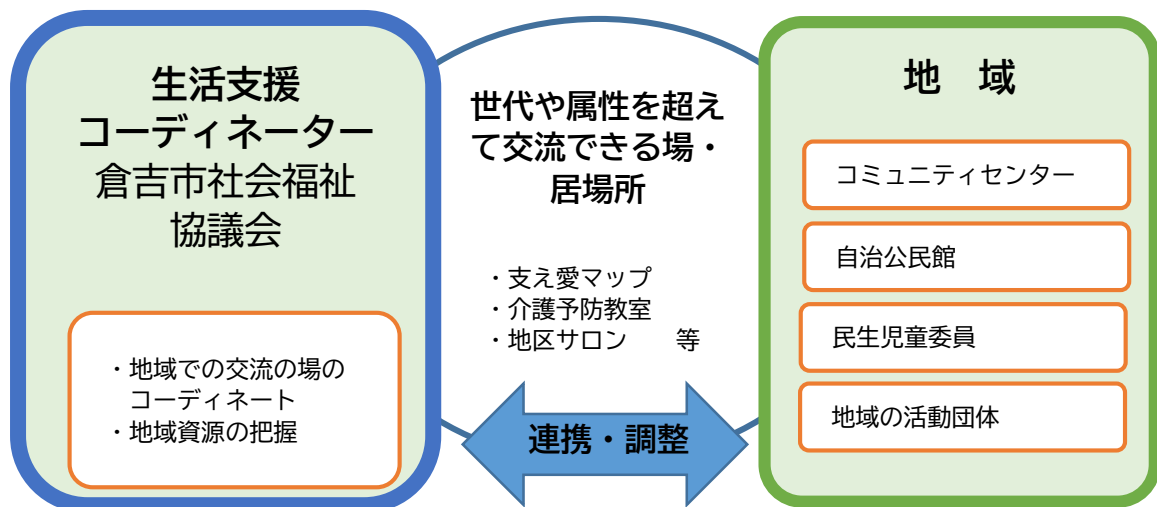 生活支援
コーディネーター
倉吉市社会福祉
協議会
・地域での交流の場の
コーディネート
・地域資源の把握
世代や属性を超え
て交流できる場・
居場所
・支え愛マップ
・介護予防教室
・地区サロン　　等
連携・調整
地　域
コミュニティセンター
自治公民館
民生児童委員
地域の活動団体